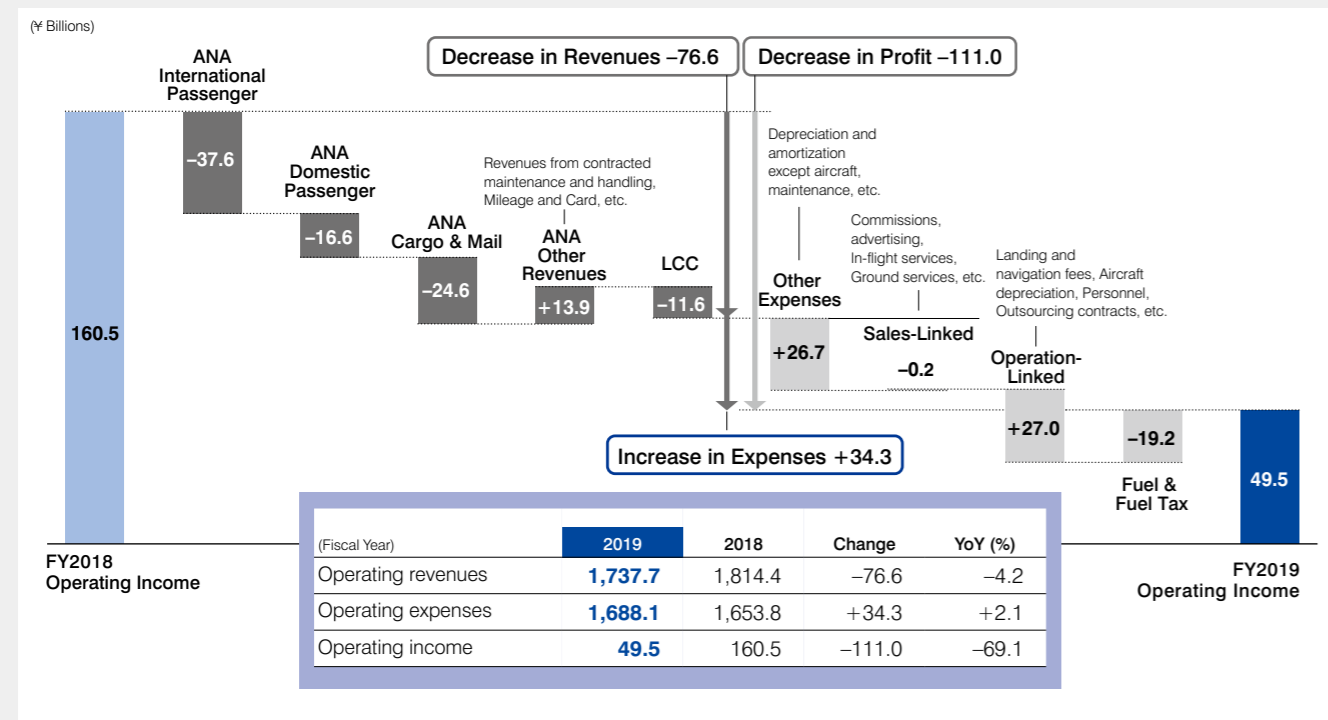 (¥ Billions)
ANA
International
Passenger
–37.6
ANA
Domestic
Passenger
–16.6
ANA
Cargo & Mail
–24.6
Revenues from contracted
maintenance and handling,
Mileage and Card, etc.
ANA
Other
Revenues
+13.9
LCC
–11.6
Decrease in Revenues –76.6
Decrease in Profit –111.0
Depreciation and
amortization
except aircraft,
maintenance, etc.
Other
Expenses
+26.7
Commissions,
advertising,
In-flight services,
Ground services, etc.
Sales-Linked
–0.2
Landing and
navigation fees, Aircraft
depreciation, Personnel,
Outsourcing contracts, etc.
Operation-
Linked
+27.0
–19.2
Fuel &
Fuel Tax
160.5
49.5
Increase in Expenses +34.3
FY2018
Operating Income
FY2019
Operating Income
(Fiscal Year) 2019 2018 Change YoY (%)
Operating revenues 1,737.7 1,814.4 –76.6 –4.2
Operating expenses 1,688.1 1,653.8 +34.3 +2.1
Operating income 49.5 160.5 –111.0 –69.1